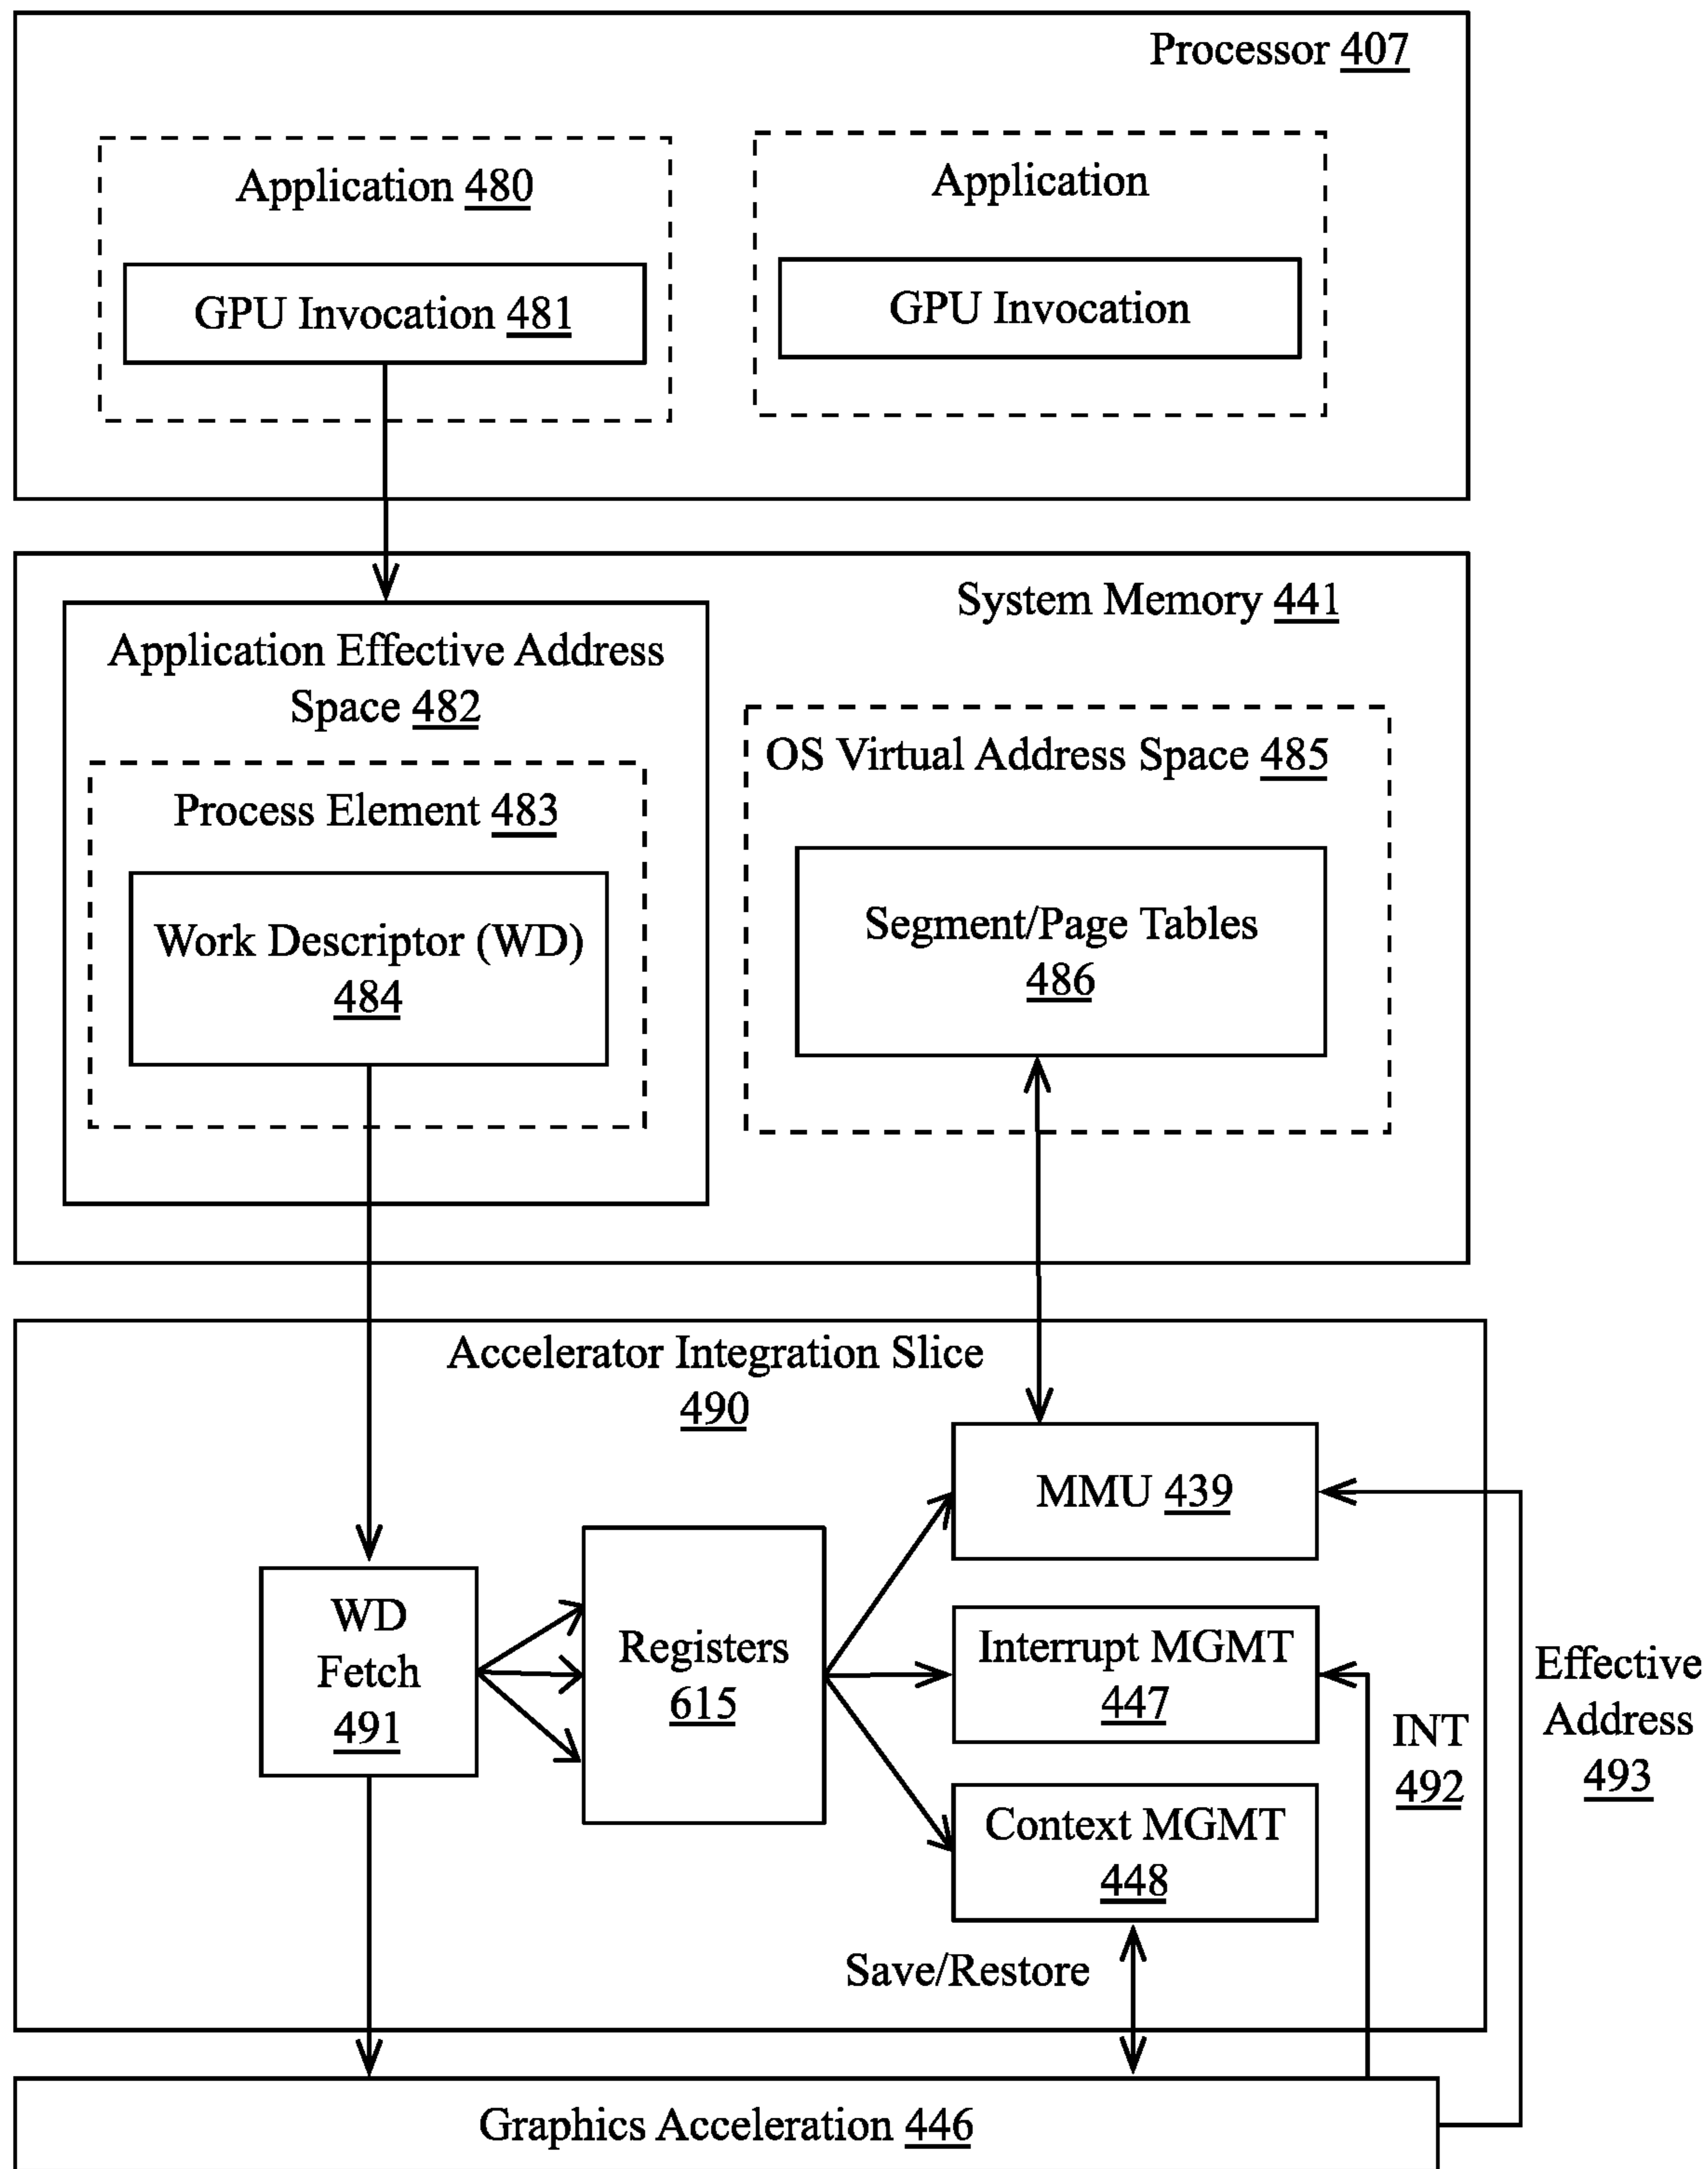 Processor 407
Application 480
Application
GPU Invocation 481
GPU Invocation
System Memory 441
Application Effective Address
Space 482
OS Virtual Address Space 485
Process Element 483
Segment/Page Tables
486
Work Descriptor (WD)
484
Accelerator Integration Slice
490
MMU 439
WD
Fetch
491
Registers
615
Interrupt MGMT
447
Effective
Address
493
INT
492
Context MGMT
448
Save/Restore
Graphics Acceleration 446